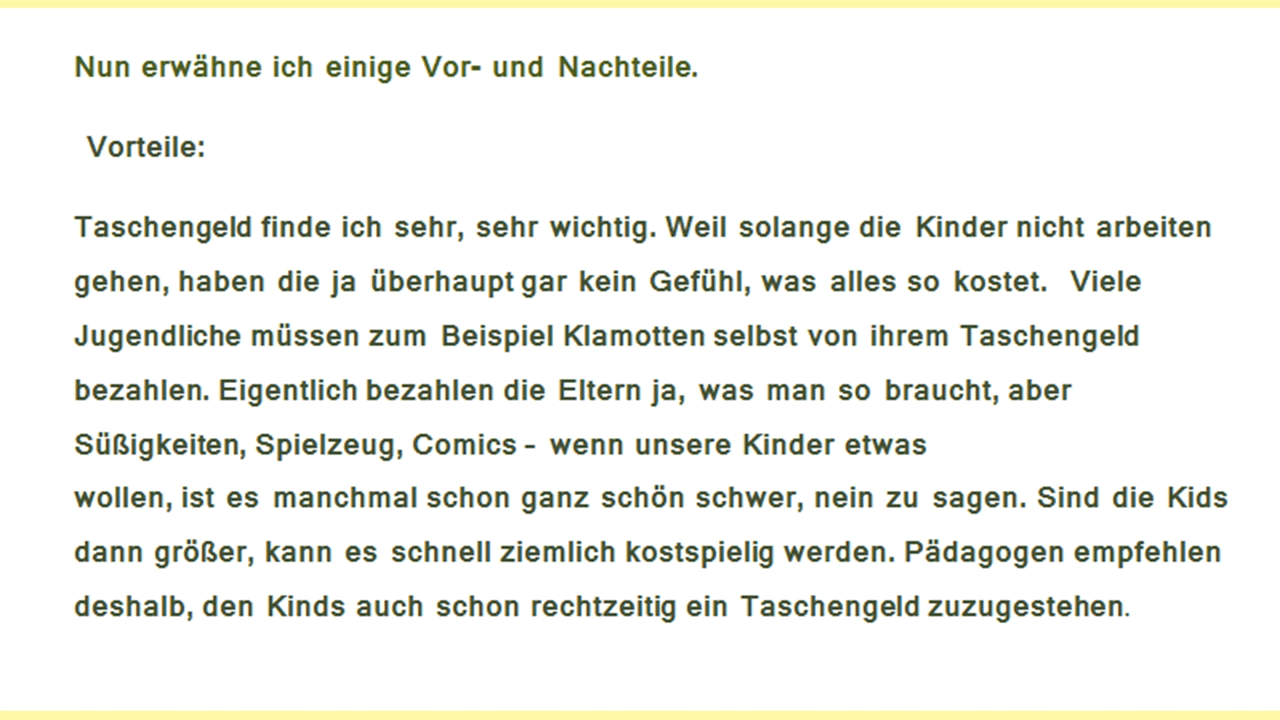 Nun erwähne ich einige Vor- und Nachteile.
Vorteile:
Taschengeld finde ich sehr, sehr wichtig. Weil solange die Kinder nicht arbeiten
gehen, haben die ja überhaupt gar kein Gefühl, was alles so kostet. Viele
Jugendliche müssen zum Beispiel Klamotten selbst von ihrem Taschengeld
bezahlen. Eigentlich bezahlen die Eltern ja, was man so braucht, aber
Süßigkeiten, Spielzeug, Comics - wenn unsere Kinder etwas
wollen, ist es manchmal schon ganz schön schwer, nein zu sagen. Sind die Kids
dann größer, kann es schnell ziemlich kostspielig werden. Pädagogen empfehlen
deshalb, den Kinds auch schon rechtzeitig ein Taschengeld zuzugestehen.